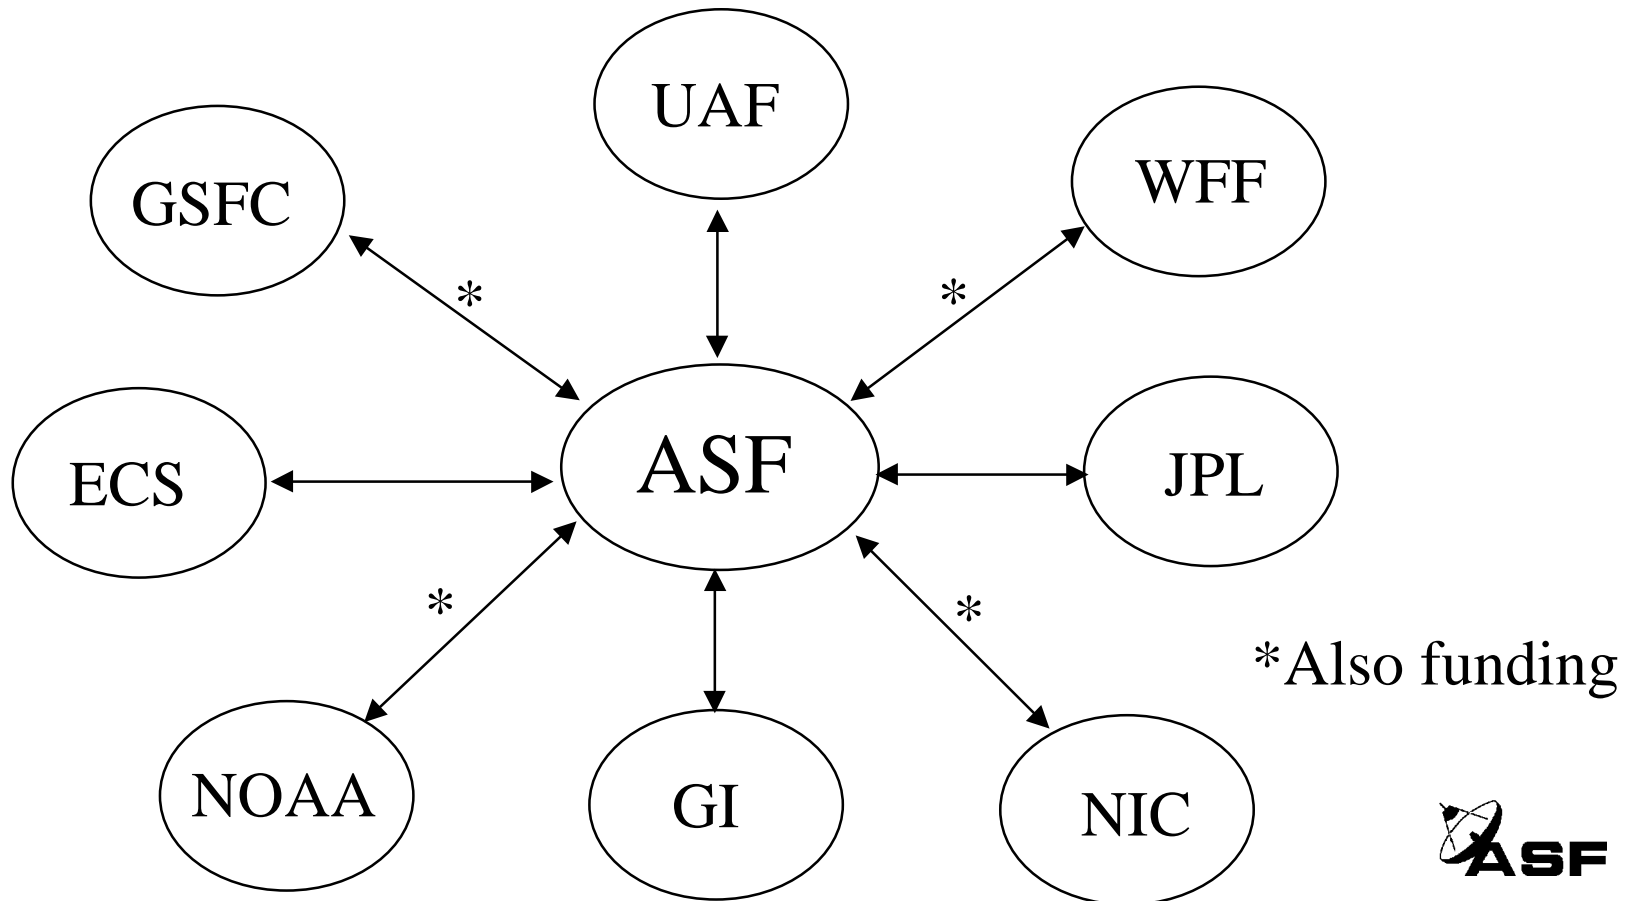 UAF
GSFC
WFF
*
*
ASF
ECS
JPL
*
*
*Also funding
NOAA
GI
NIC
ASF